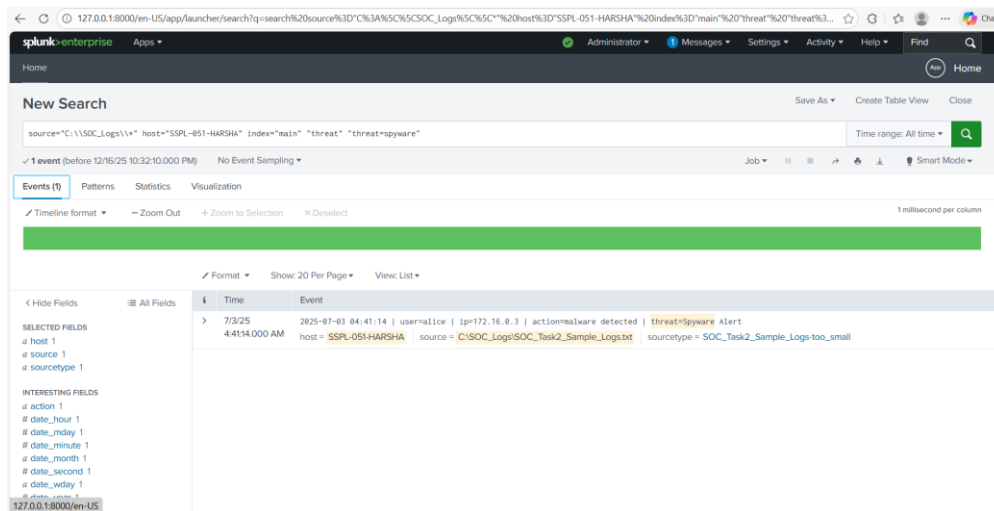 127.0.0.1:8000/en-US/app/launcher/search?q=search%20source%3D"C%3A%5C%5CSOC_Logs%5C%5C*"%20host%3D"SSPL-051-HARSHA"%20index%3D"main"%20"threat"%20"threat%3...
Cha
splunk>enterprise Apps Administrator 1 Messages Settings Activity Help Find
Home App Home
New Search Save As Create Table View Close
source="C:\\SOC_Logs\\*" host="SSPL-051-HARSHA" index="main" "threat" "threat=spyware" Time range: All time
1 event (before 12/16/25 10:32:10.000 PM) No Event Sampling Job Smart Mode
Events (1) Patterns Statistics Visualization
Timeline format — Zoom Out + Zoom to Selection × Deselect 1 millisecond per column
Format Show: 20 Per Page View: List
< Hide Fields All Fields i Time Event
SELECTED FIELDS
a host 1
a source 1
a sourcetype 1
INTERESTING FIELDS
a action 1
# date_hour 1
# date_mday 1
# date_minute 1
a date_month 1
# date_second 1
a date_wday 1
# date_year 1
> 7/3/25
4:41:14.000 AM
2025-07-03 04:41:14 | user=alice | ip=172.16.0.3 | action=malware detected | threat=Spyware Alert
host = SSPL-051-HARSHA source = C:\SOC_Logs\SOC_Task2_Sample_Logs.txt sourcetype = SOC_Task2_Sample_Logs-too_small
127.0.0.1:8000/en-US